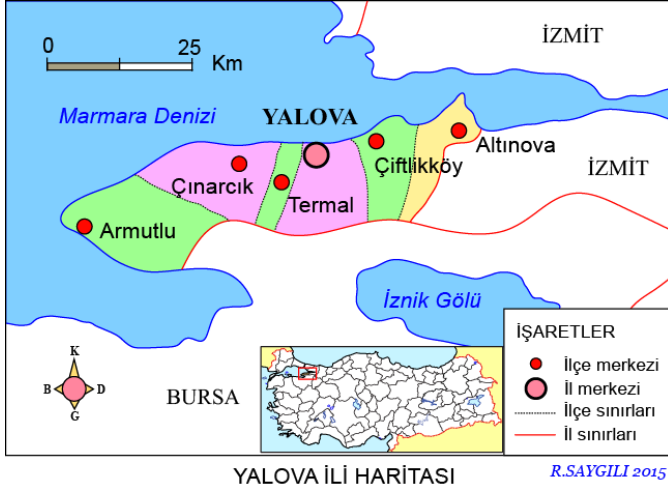 0 25
Km
İZMİT
Marmara Denizi
YALOVA
Altınova
Çiftlikköy
İZMİT
Çınarcık
Termal
Armutlu
İznik Gölü
BURSA
K
B D
G
İŞARETLER
İlçe merkezi
İl merkezi
İlçe sınırları
İl sınırları
YALOVA İLİ HARİTASI
R.SAYGILI 2015